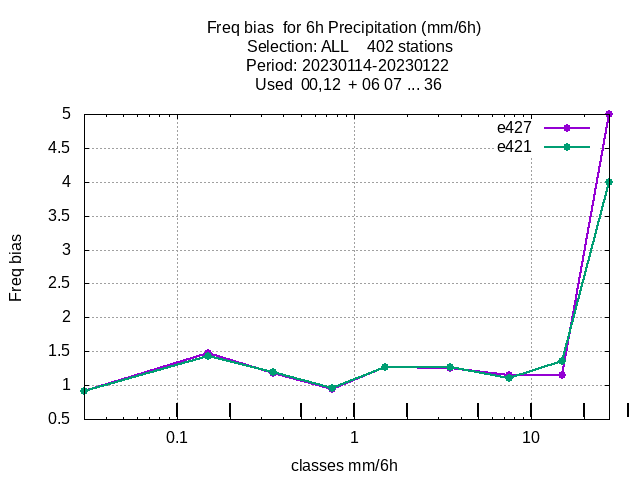 Freq bias  for 6h Precipitation (mm/6h)
Selection: ALL    402 stations
Period: 20230114-20230122
Used  00,12  + 06 07 ... 36
e427
e421
5
4.5
4
3.5
3
2.5
2
1.5
1
0.5
Freq bias
0.1
1
10
classes mm/6h